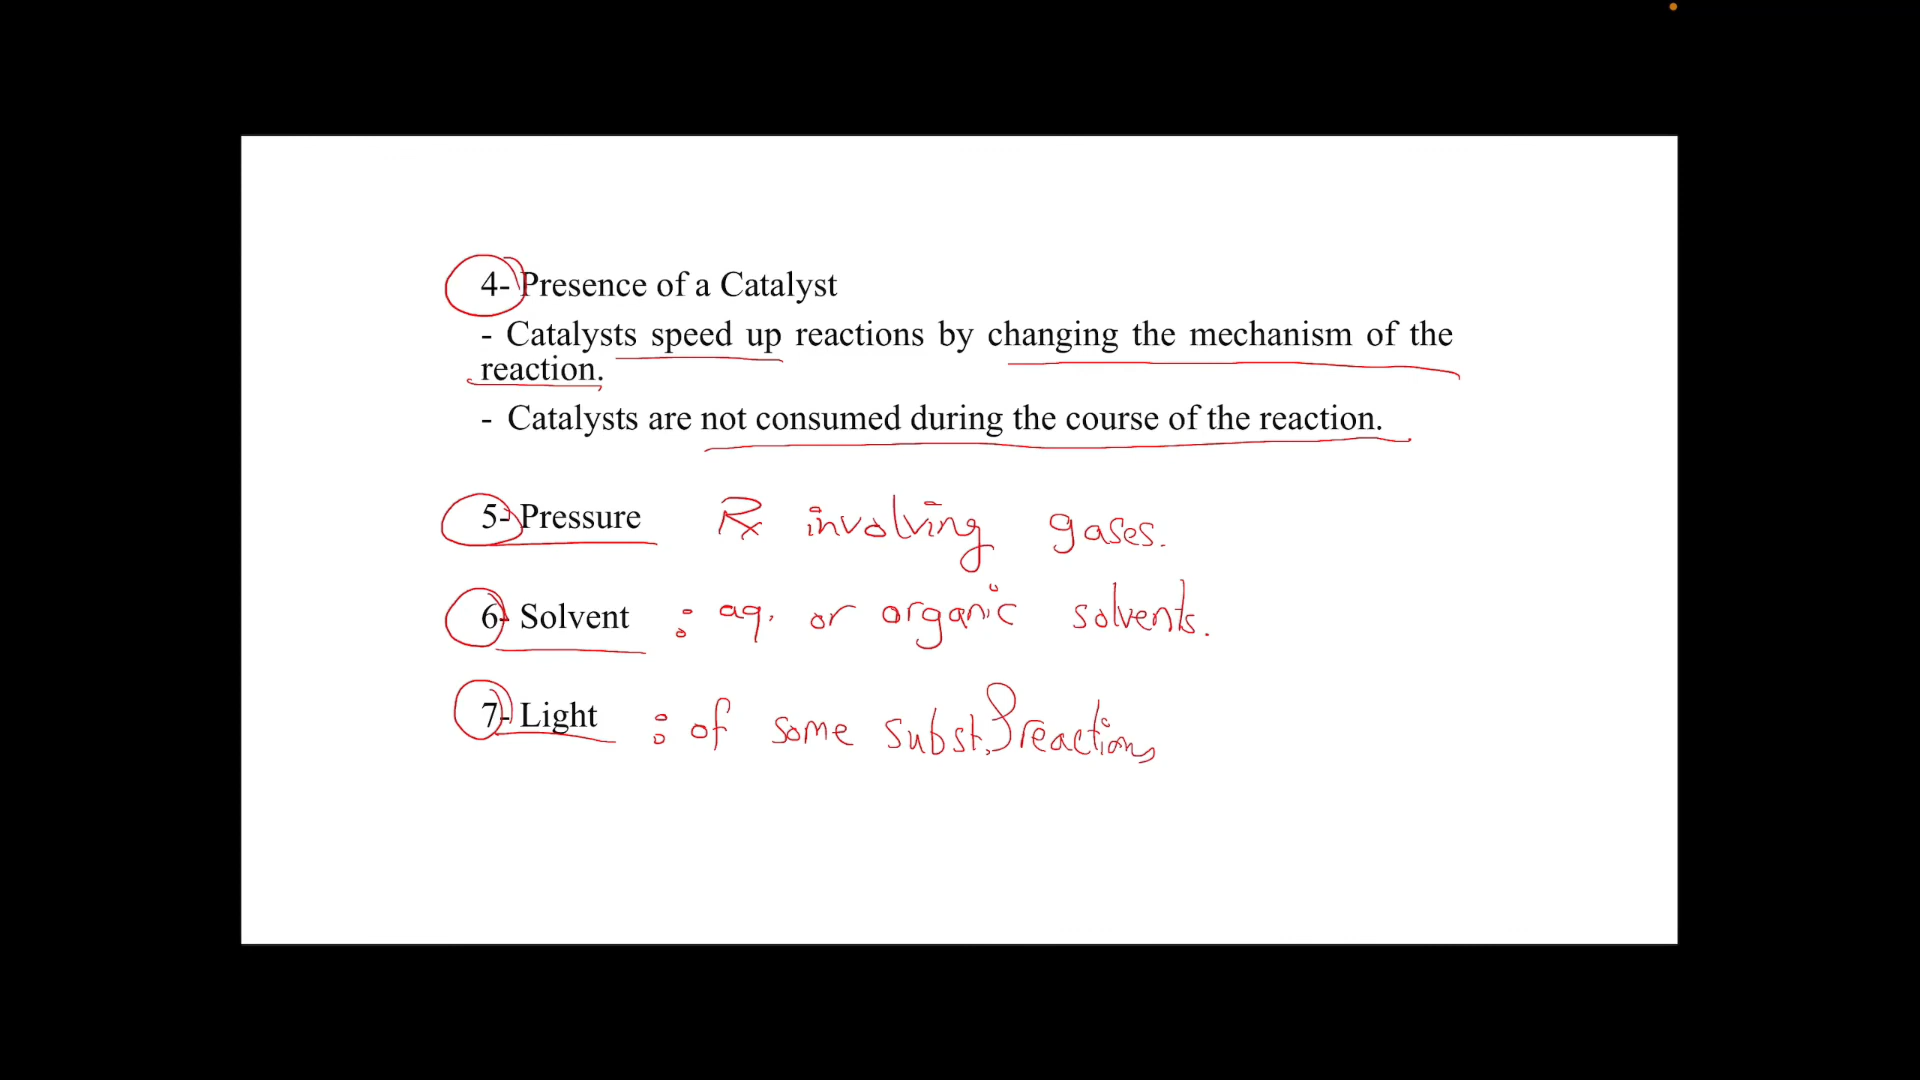 4- Presence of a Catalyst
- Catalysts speed up reactions by changing the mechanism of the
reaction.
- Catalysts are not consumed during the course of the reaction.
5- Pressure Rx involving gases.
6- Solvent : aq. or organic solvents.
7- Light : of some subst. reactions